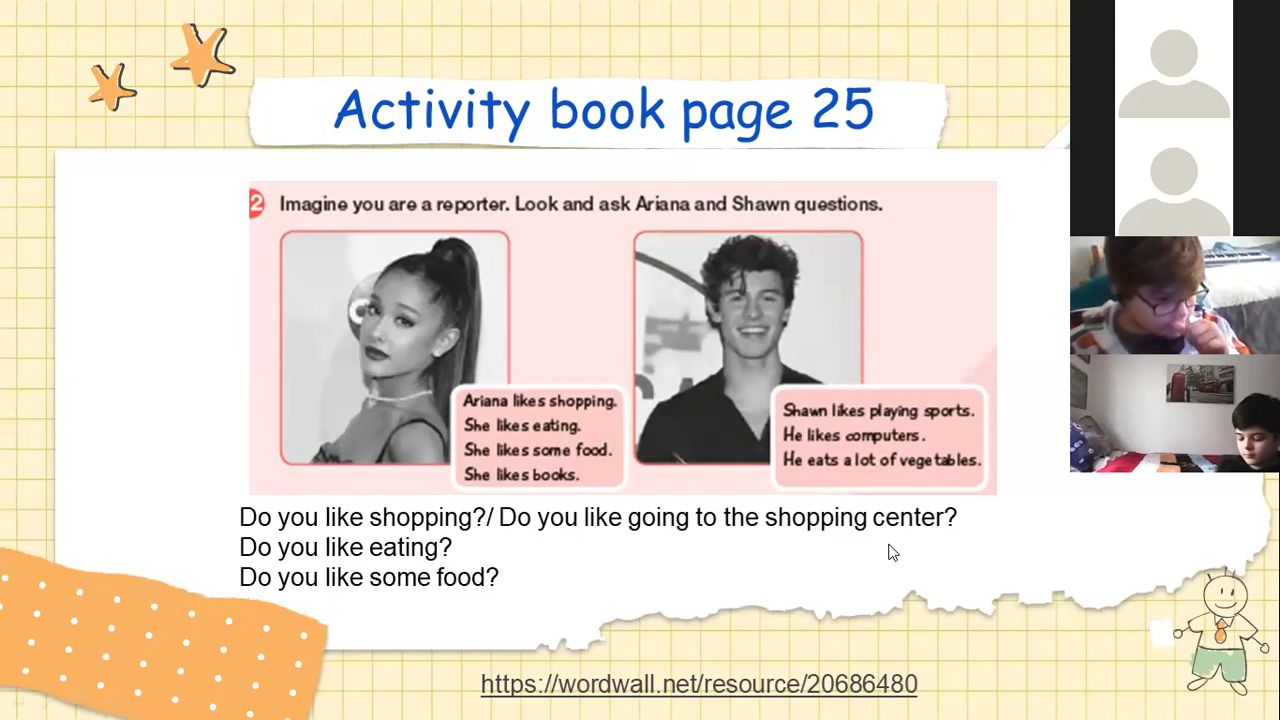 Activity book page 25
2 Imagine you are a reporter. Look and ask Ariana and Shawn questions.
Ariana likes shopping.
She likes eating.
She likes some food.
She likes books.
Shawn likes playing sports.
He likes computers.
He eats a lot of vegetables.
Do you like shopping?/ Do you like going to the shopping center?
Do you like eating?
Do you like some food?
https://wordwall.net/resource/20686480